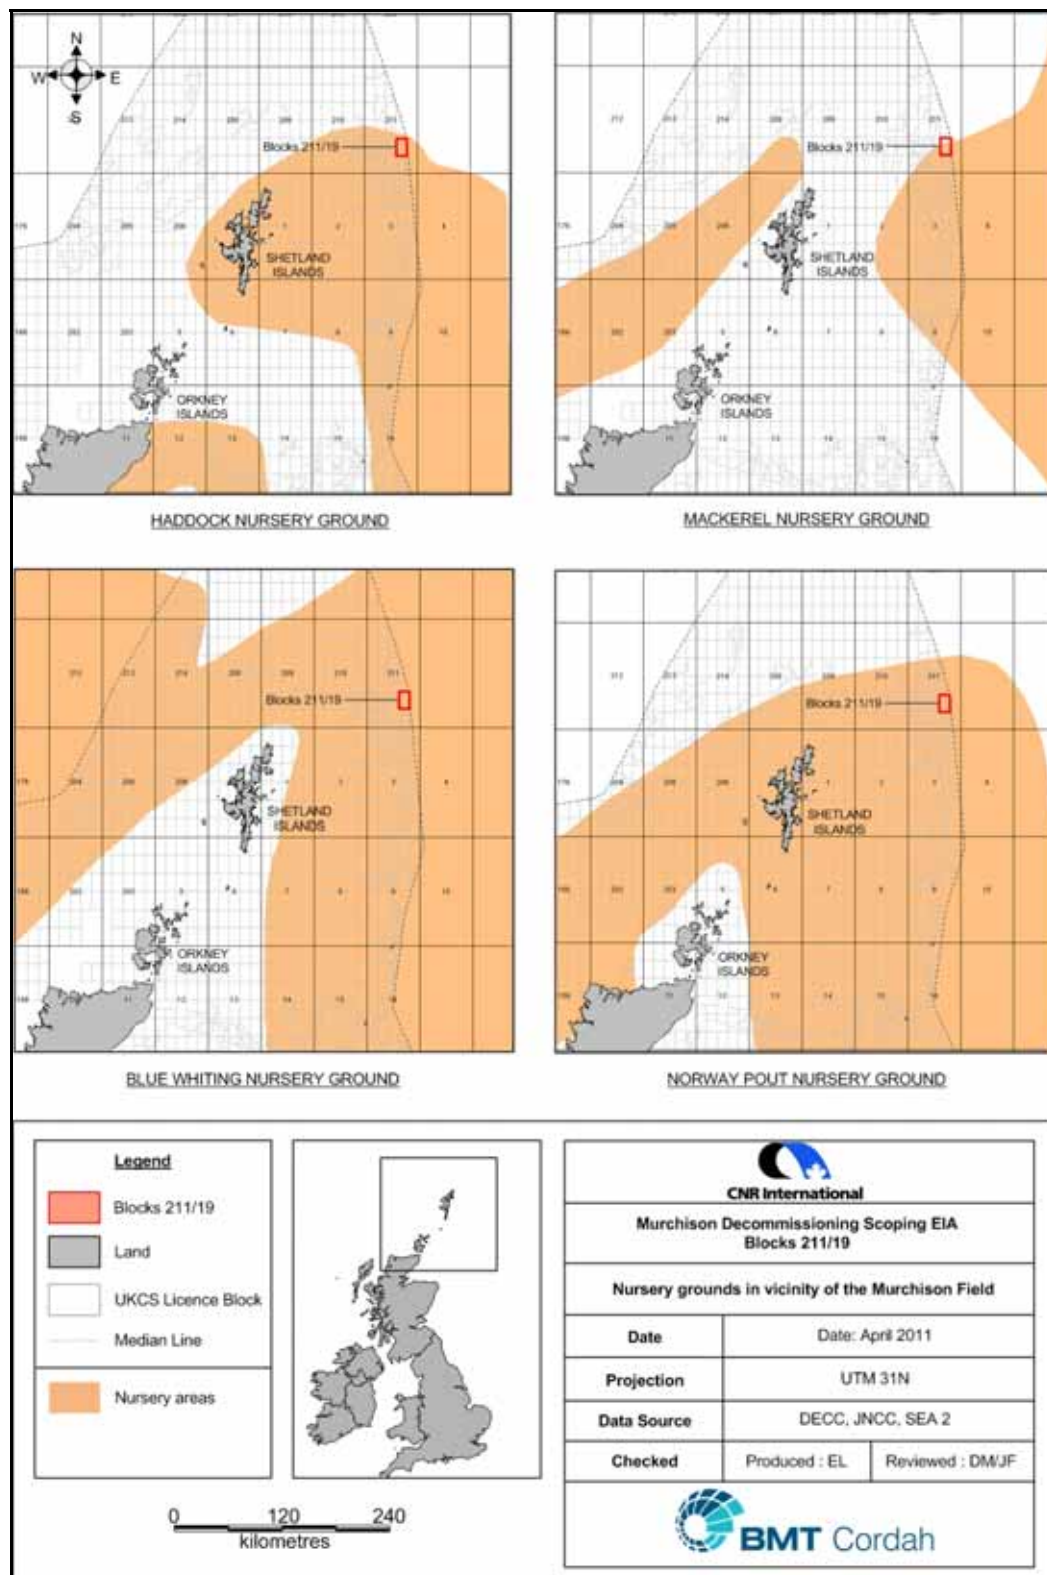 N
W E
S
Blocks 211/19
SHETLAND
ISLANDS
ORKNEY
ISLANDS
HADDOCK NURSERY GROUND
Blocks 211/19
SHETLAND
ISLANDS
ORKNEY
ISLANDS
MACKEREL NURSERY GROUND
Blocks 211/19
SHETLAND
ISLANDS
ORKNEY
ISLANDS
BLUE WHITING NURSERY GROUND
Blocks 211/19
SHETLAND
ISLANDS
ORKNEY
ISLANDS
NORWAY POUT NURSERY GROUND
Legend
Blocks 211/19
Land
UKCS Licence Block
Median Line
Nursery areas
0 120 240
kilometres
CNR International
Murchison Decommissioning Scoping EIA
Blocks 211/19
Nursery grounds in vicinity of the Murchison Field
Date Date: April 2011
Projection UTM 31N
Data Source DECC, JNCC, SEA 2
Checked Produced : EL Reviewed : DM/JF
BMT Cordah